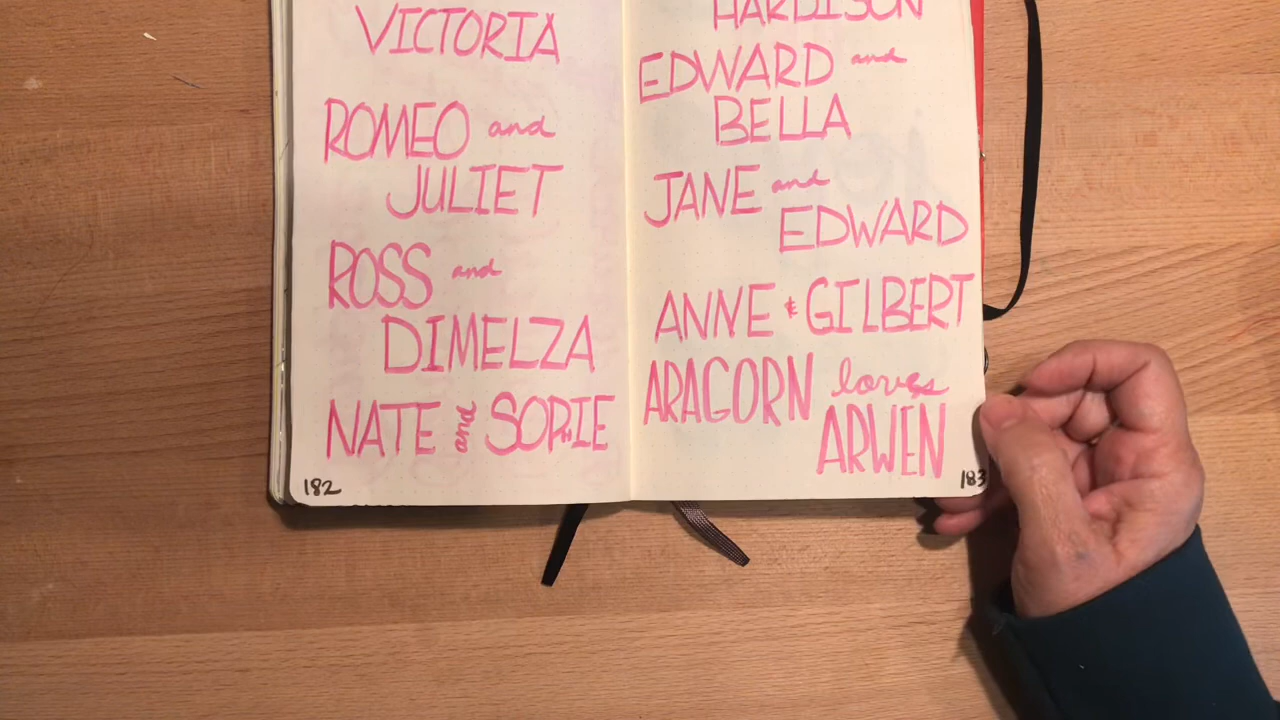 VICTORIA
ROMEO and
JULIET
ROSS and
DIMELZA
NATE and SOPHIE
182
HARDISON
EDWARD and
BELLA
JANE and
EDWARD
ANNE & GILBERT
ARAGORN loves
ARWEN
183